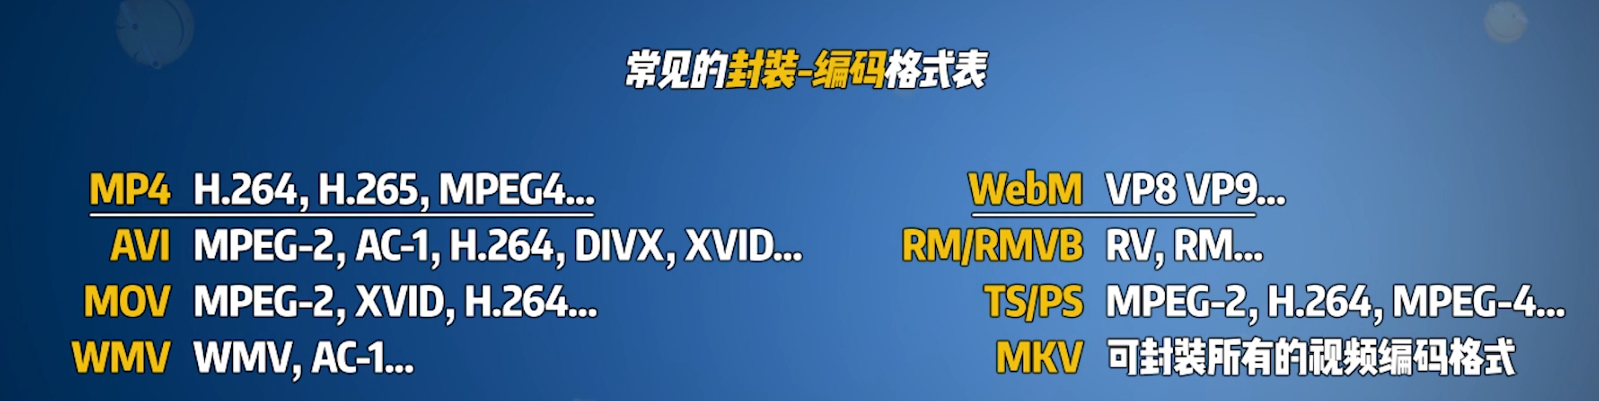 常见的封装-编码格式表
MP4 H.264, H.265, MPEG4...
AVI MPEG-2, AC-1, H.264, DIVX, XVID...
MOV MPEG-2, XVID, H.264...
WMV WMV, AC-1...
WebM VP8 VP9...
RM/RMVB RV, RM...
TS/PS MPEG-2, H.264, MPEG-4...
MKV 可封装所有的视频编码格式